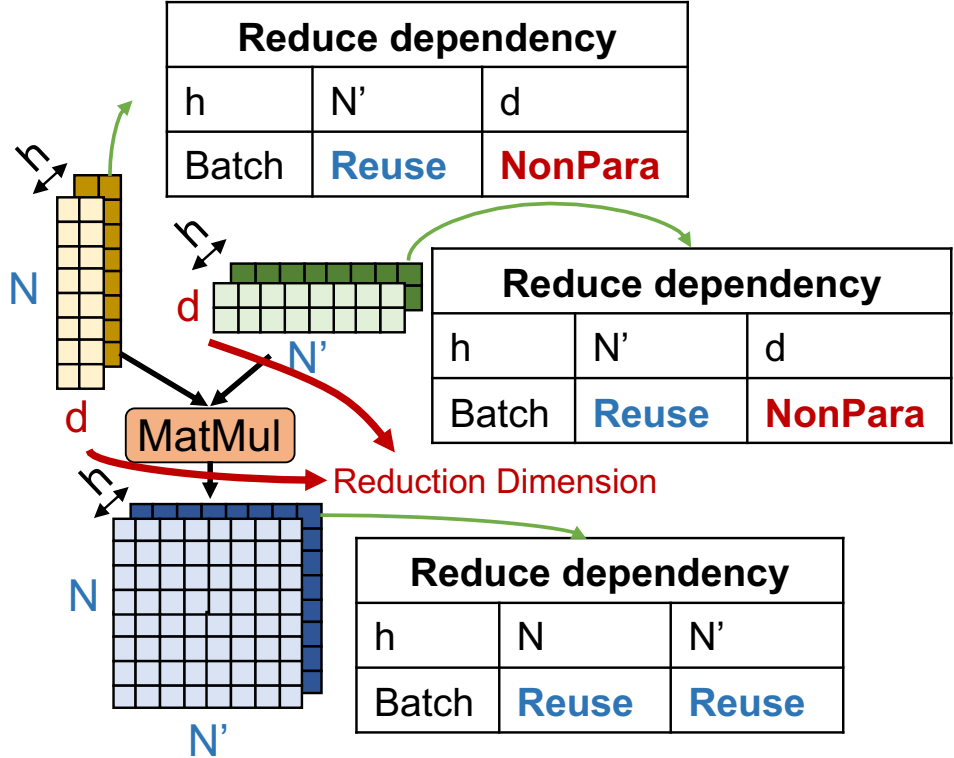 Reduce dependency
h N’ d
Batch Reuse NonPara
h
N
d
h
d
N’
Reduce dependency
h N’ d
Batch Reuse NonPara
MatMul
Reduction Dimension
h
N
N’
Reduce dependency
h N N’
Batch Reuse Reuse